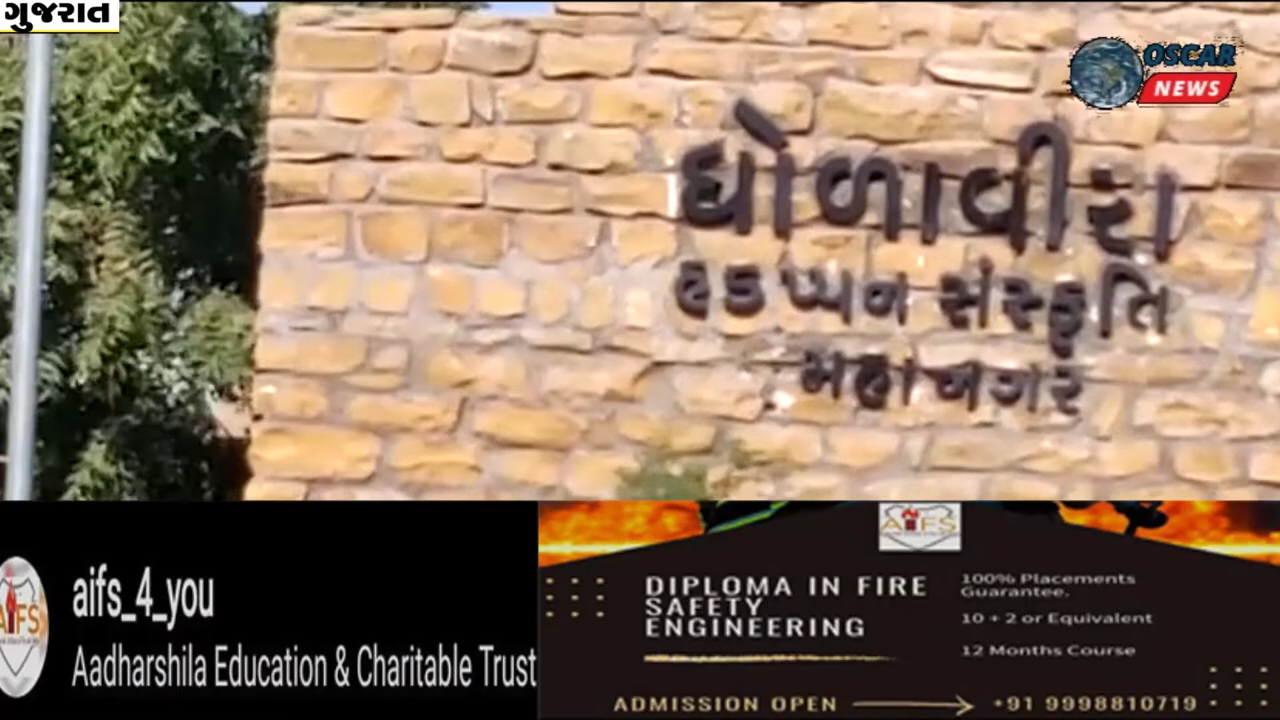 ગુજરાત
OSCAR
NEWS
ધોળાવીરા
હડપ્પન સંસ્કૃતિ
મહાનગર
aifs_4_you
Aadharshila Education & Charitable Trust
AIFS
AIFS
DIPLOMA IN FIRE
SAFETY
ENGINEERING
100% Placements
Guarantee.
10 + 2 or Equivalent
12 Months Course
ADMISSION OPEN
+91 9998810719